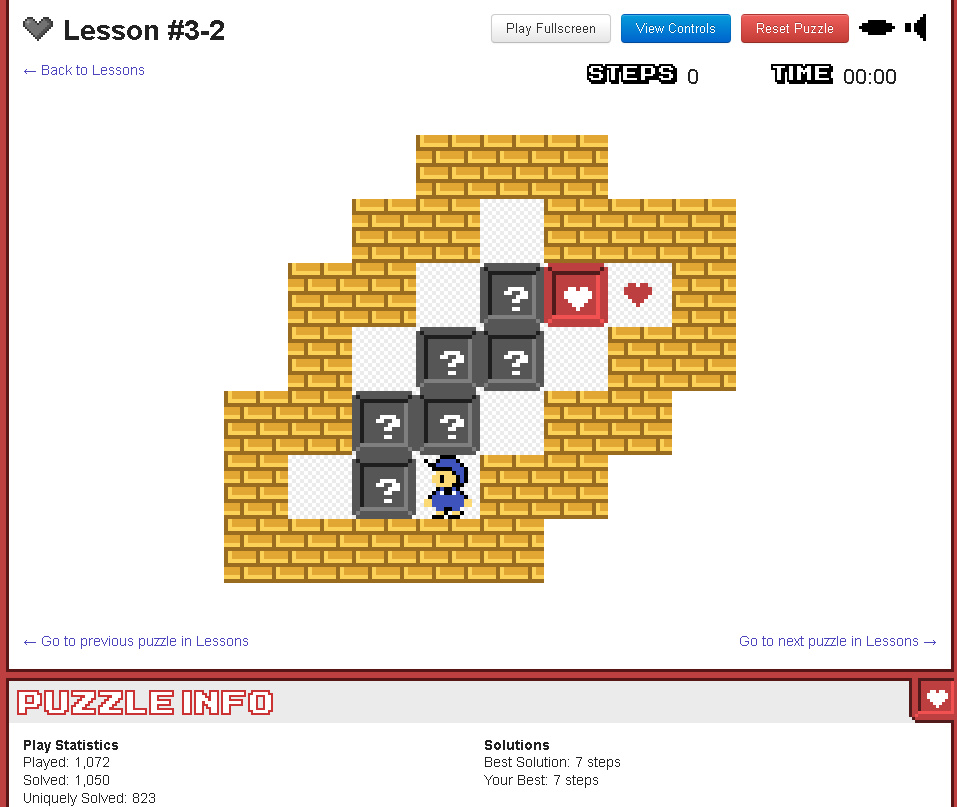 Lesson #3-2
Play Fullscreen
View Controls
Reset Puzzle
← Back to Lessons
STEPS 0
TIME 00:00
?
? ?
? ?
?
← Go to previous puzzle in Lessons
Go to next puzzle in Lessons →
PUZZLE INFO
Play Statistics
Played: 1,072
Solved: 1,050
Uniquely Solved: 823
Solutions
Best Solution: 7 steps
Your Best: 7 steps